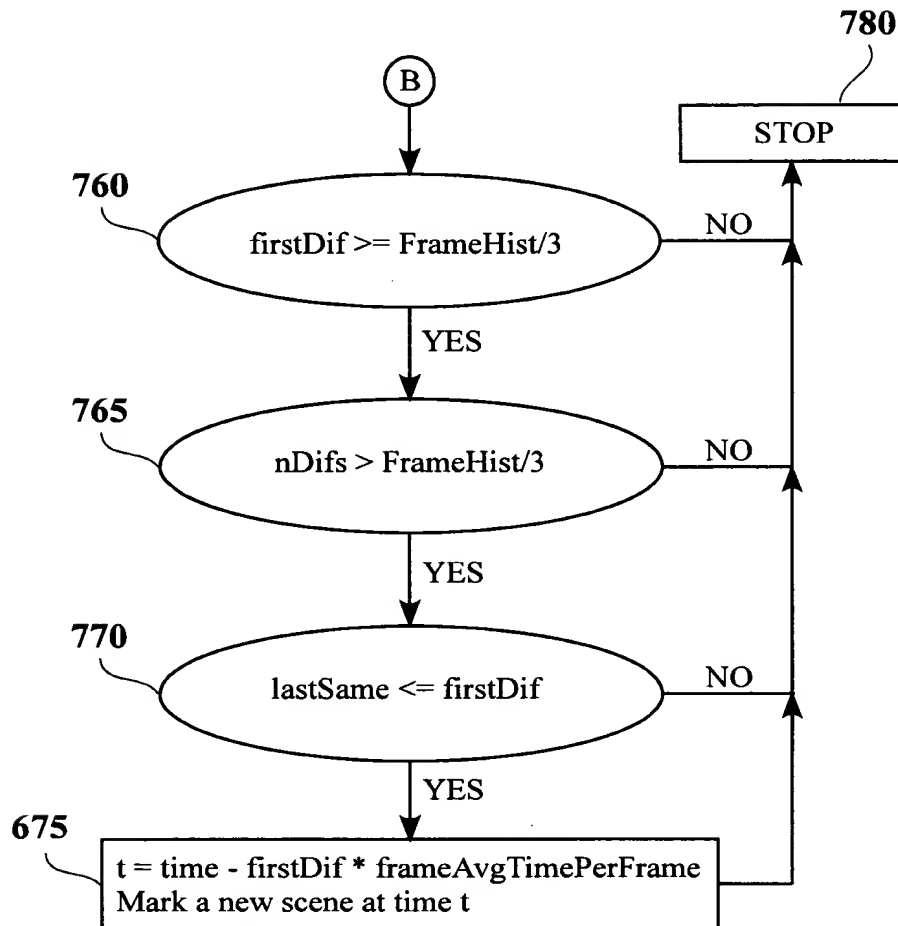 780
B
STOP
760
firstDif >= FrameHist/3
NO
YES
765
nDifs > FrameHist/3
NO
YES
770
lastSame <= firstDif
NO
YES
675
t = time - firstDif * frameAvgTimePerFrame
Mark a new scene at time t